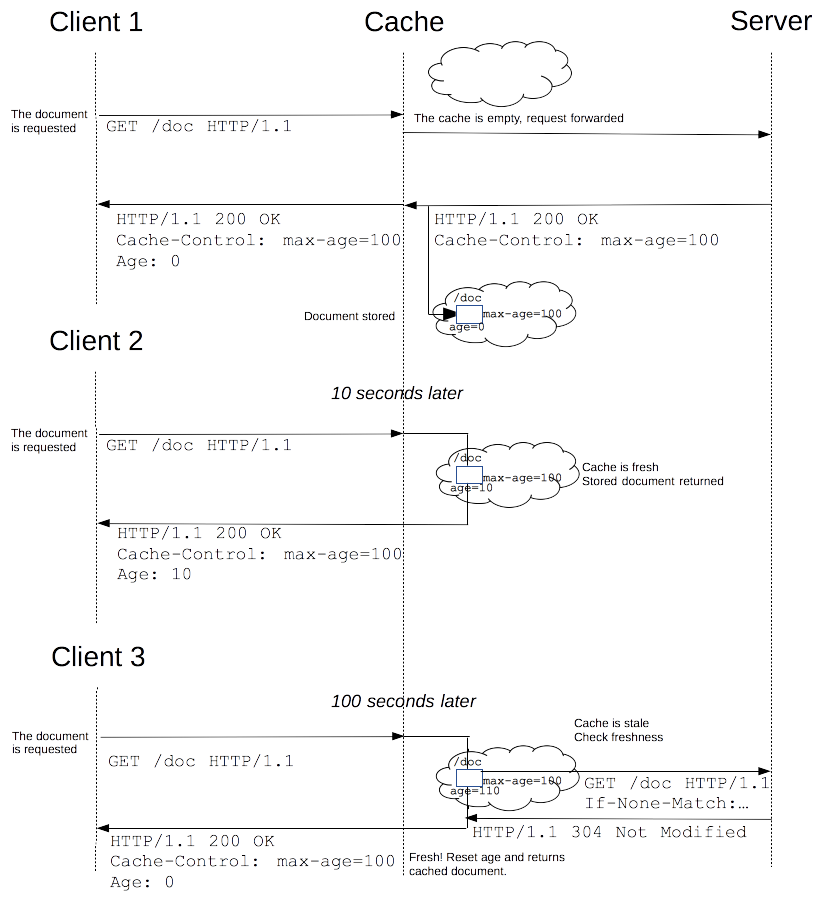 Client 1
Cache
Server
The document
is requested
GET /doc HTTP/1.1
The cache is empty, request forwarded
HTTP/1.1 200 OK
Cache-Control: max-age=100
Age: 0
HTTP/1.1 200 OK
Cache-Control: max-age=100
Document stored
/doc
max-age=100
age=0
Client 2
10 seconds later
The document
is requested
GET /doc HTTP/1.1
/doc
max-age=100
age=10
Cache is fresh
Stored document returned
HTTP/1.1 200 OK
Cache-Control: max-age=100
Age: 10
Client 3
100 seconds later
Cache is stale
Check freshness
The document
is requested
GET /doc HTTP/1.1
/doc
max-age=100
age=110
GET /doc HTTP/1.1
If-None-Match:…
HTTP/1.1 304 Not Modified
HTTP/1.1 200 OK
Cache-Control: max-age=100
Age: 0
Fresh! Reset age and returns
cached document.